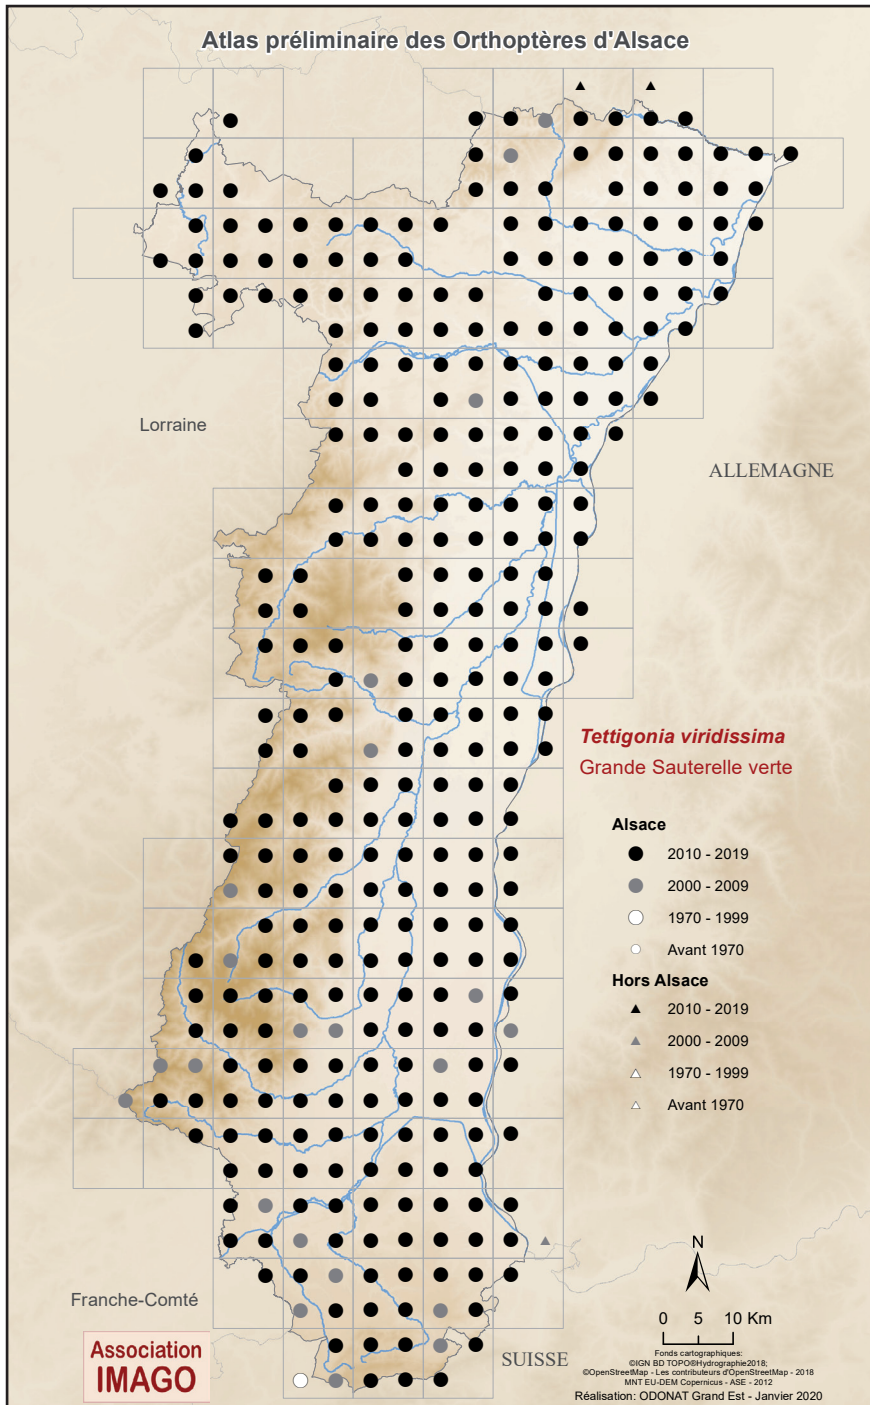 Atlas préliminaire des Orthoptères d'Alsace
Lorraine
ALLEMAGNE
Tettigonia viridissima
Grande Sauterelle verte
Alsace
2010 - 2019
2000 - 2009
1970 - 1999
Avant 1970
Hors Alsace
2010 - 2019
2000 - 2009
1970 - 1999
Avant 1970
N
Franche-Comté
0 5 10 Km
Association
IMAGO
SUISSE
Fonds cartographiques:
©IGN BD TOPO®Hydrographie2018;
©OpenStreetMap - Les contributeurs d'OpenStreetMap - 2018
MNT EU-DEM Copernicus - ASE - 2012
Réalisation: ODONAT Grand Est - Janvier 2020